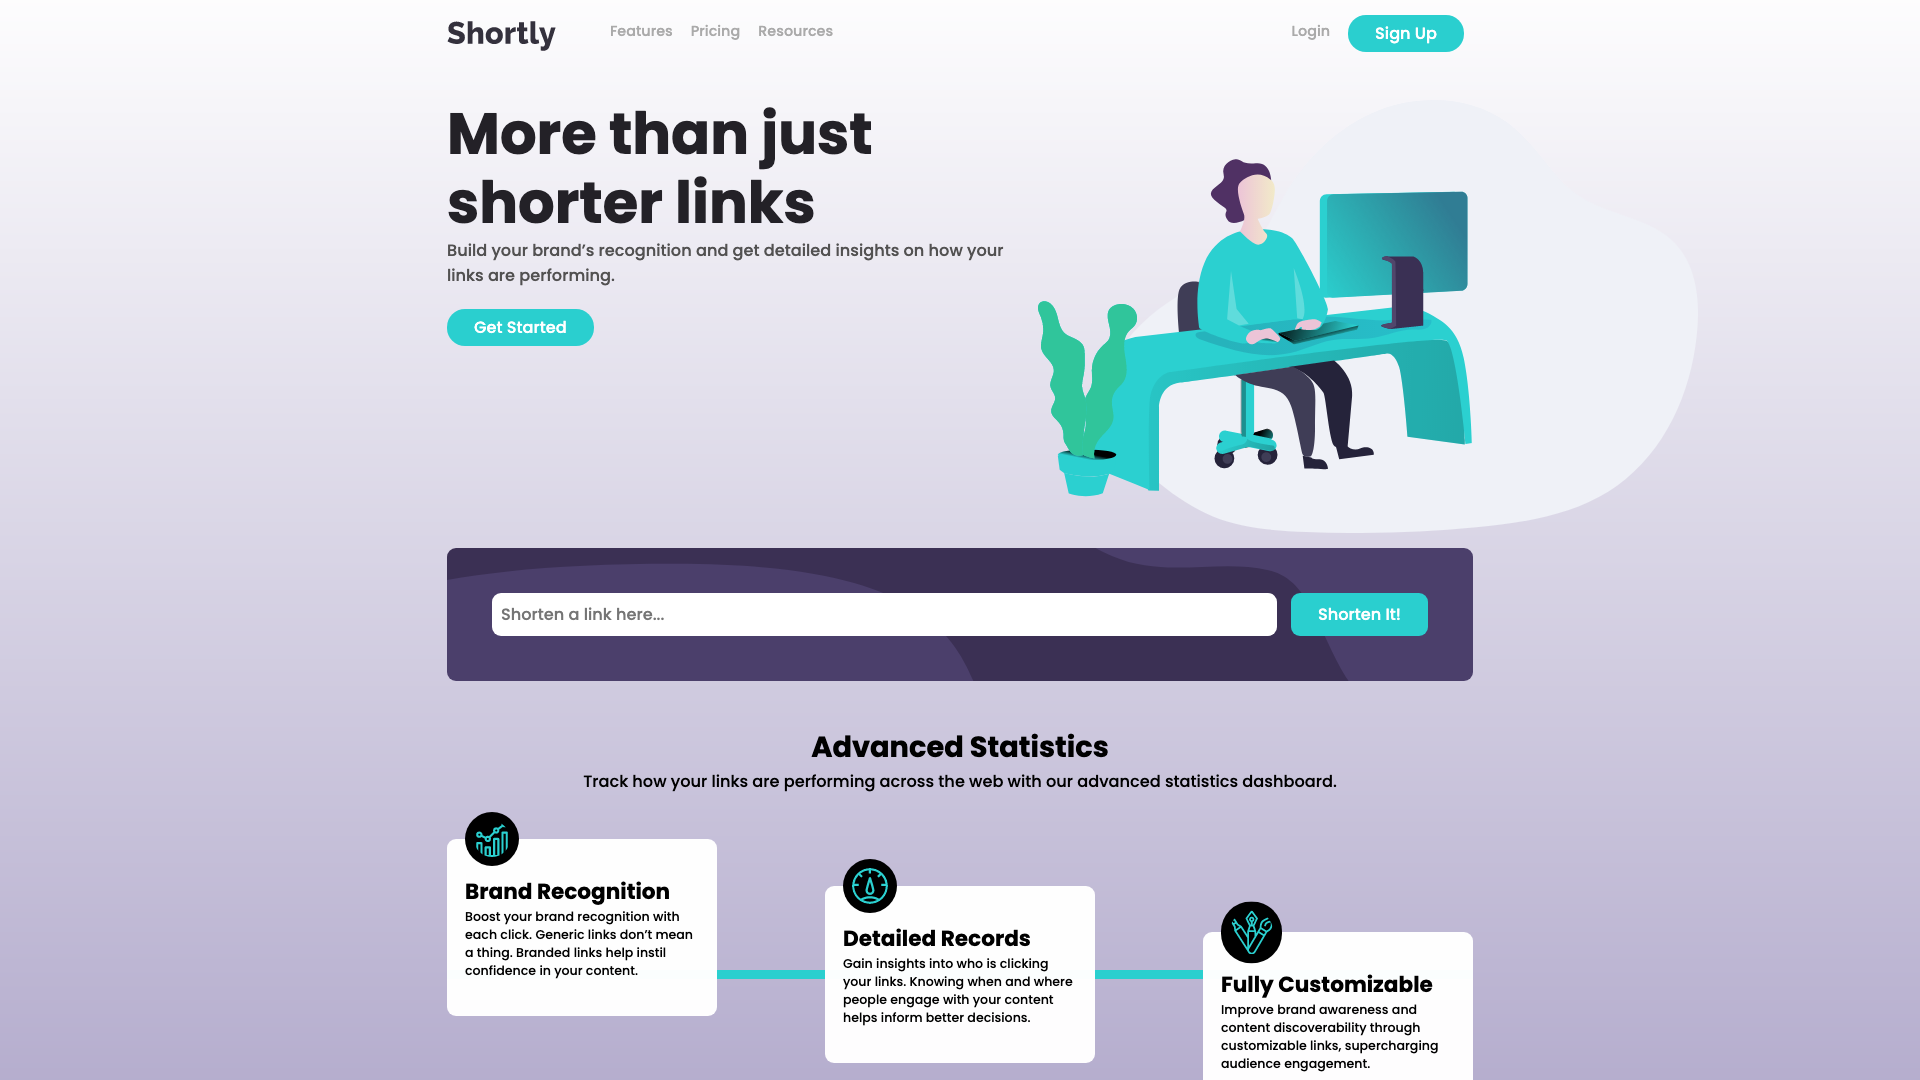 Shortly
Features
Pricing
Resources
Login
Sign Up
More than just
shorter links
Build your brand’s recognition and get detailed insights on how your
links are performing.
Get Started
Shorten a link here...
Shorten It!
Advanced Statistics
Track how your links are performing across the web with our advanced statistics dashboard.
Brand Recognition
Boost your brand recognition with
each click. Generic links don’t mean
a thing. Branded links help instil
confidence in your content.
Detailed Records
Gain insights into who is clicking
your links. Knowing when and where
people engage with your content
helps inform better decisions.
Fully Customizable
Improve brand awareness and
content discoverability through
customizable links, supercharging
audience engagement.